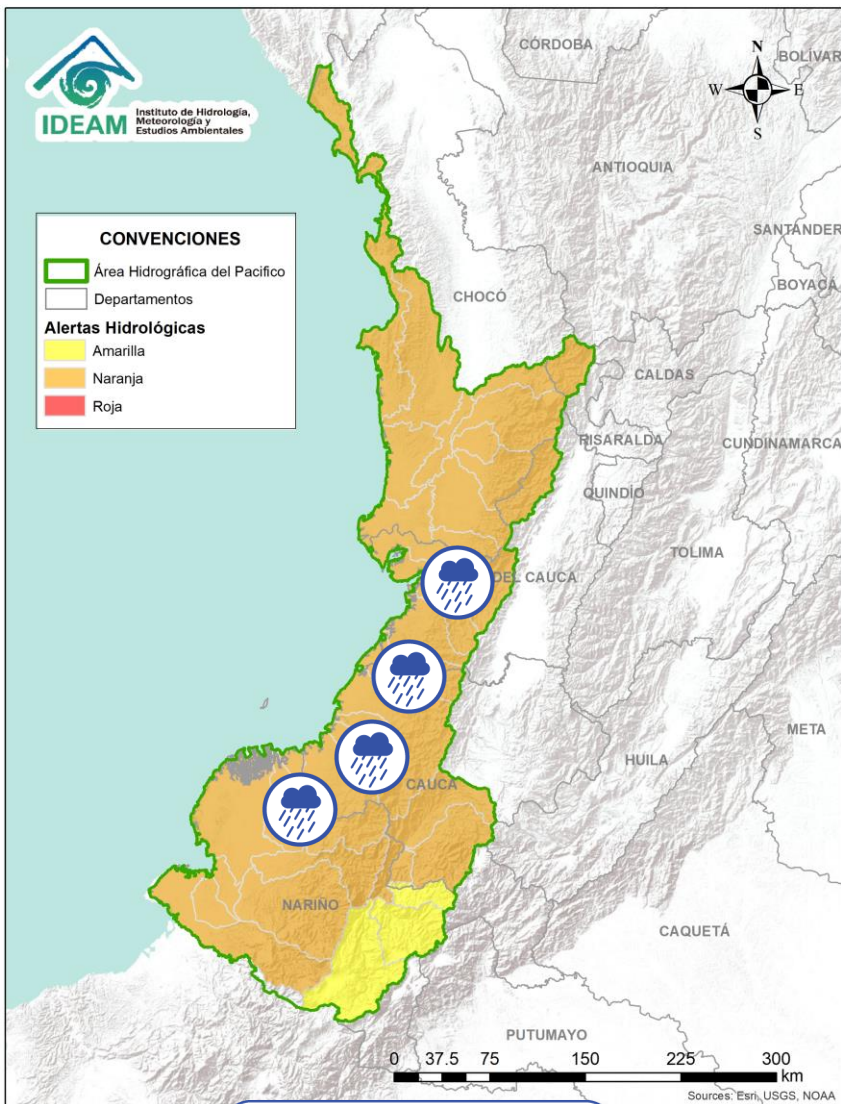 IDEAM
Instituto de Hidrología,
Meteorología y
Estudios Ambientales
CÓRDOBA
BOLÍVAR
N
W
E
S
ANTIOQUIA
SANTANDER
BOYACÁ
CONVENCIONES
Área Hidrográfica del Pacifico
Departamentos
Alertas Hidrológicas
Amarilla
Naranja
Roja
CHOCÓ
CALDAS
RISARALDA
CUNDINAMARCA
QUINDÍO
TOLIMA
DEL CAUCA
META
HUILA
CAUCA
NARIÑO
CAQUETÁ
PUTUMAYO
0 37.5 75 150 225 300
km
Sources: Esri, USGS, NOAA